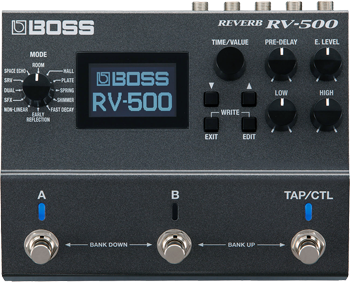 BOSS
REVERB RV-500
MODE
ROOM
SPACE ECHO
HALL
SRV
PLATE
DUAL
SPRING
SFX
SHIMMER
NON-LINEAR
FAST DECAY
EARLY
REFLECTION
BOSS
RV-500
TIME/VALUE
PRE-DELAY
E. LEVEL
WRITE
EXIT
EDIT
LOW
HIGH
A
B
TAP/CTL
BANK DOWN
BANK UP